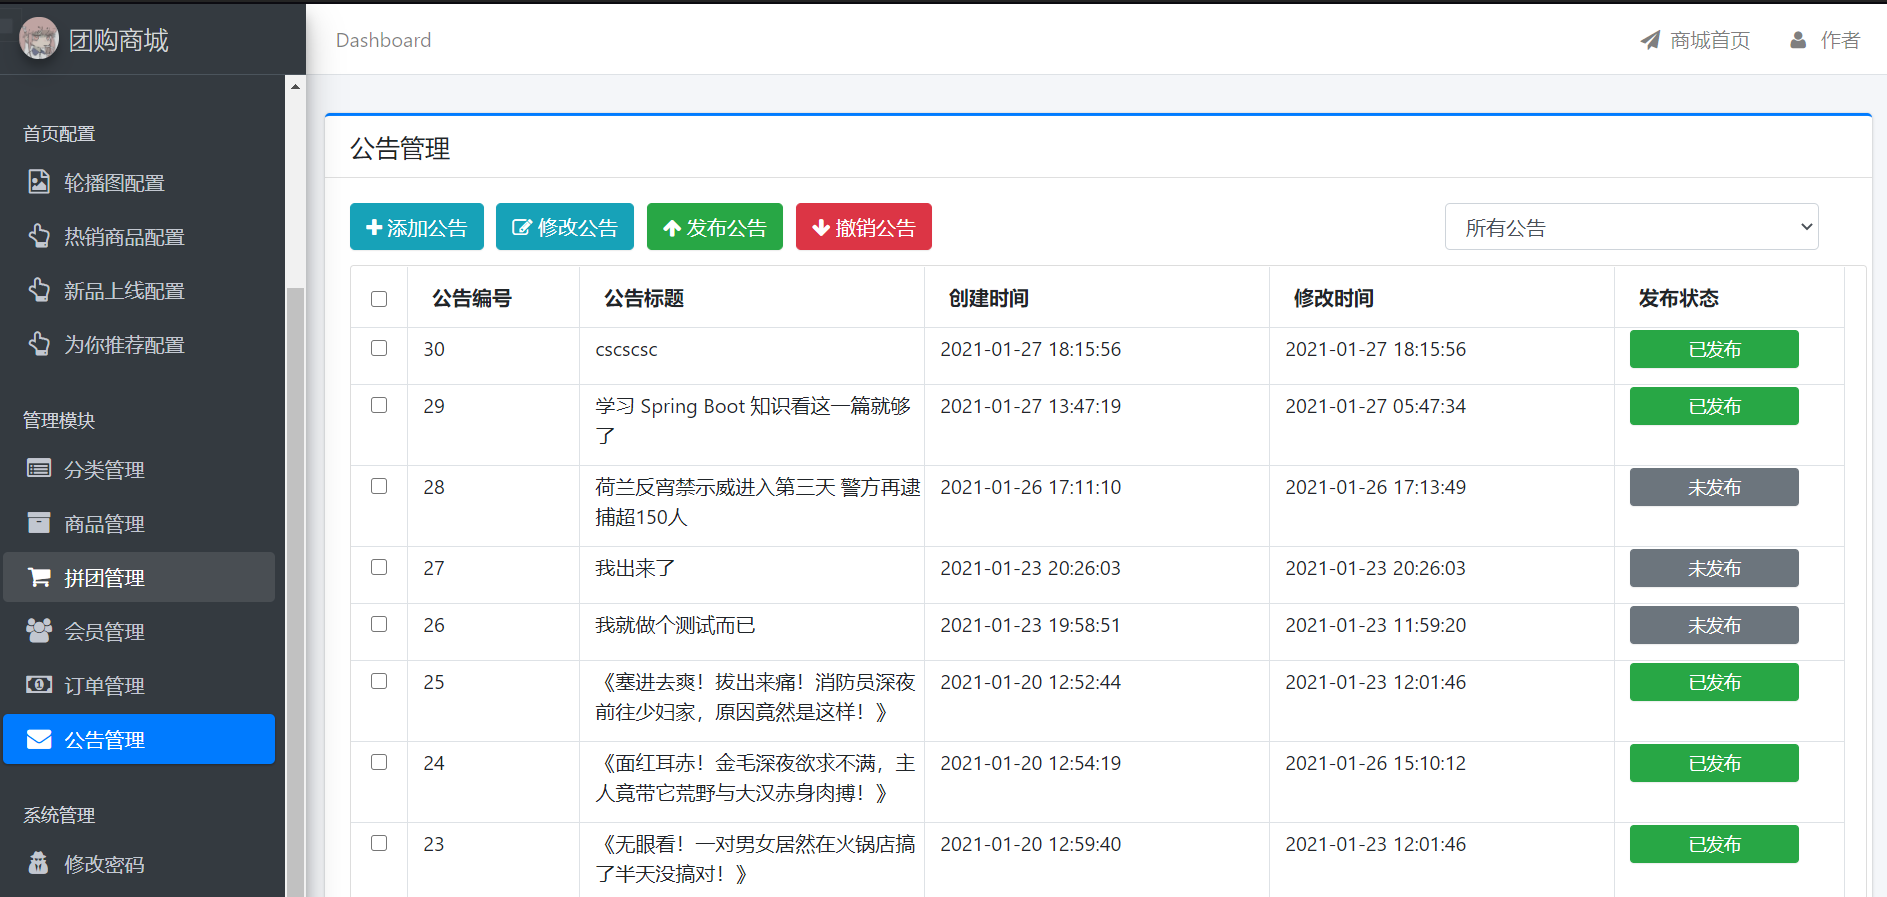 团购商城
Dashboard
商城首页
作者
首页配置
轮播图配置
热销商品配置
新品上线配置
为你推荐配置
管理模块
分类管理
商品管理
拼团管理
会员管理
订单管理
公告管理
系统管理
修改密码
公告管理
添加公告 修改公告 发布公告 撤销公告 所有公告
公告编号 公告标题 创建时间 修改时间 发布状态
30 cscscsc 2021-01-27 18:15:56 2021-01-27 18:15:56 已发布
29 学习 Spring Boot 知识看这一篇就够 2021-01-27 13:47:19 2021-01-27 05:47:34 已发布
了
28 荷兰反宵禁示威进入第三天 警方再逮 2021-01-26 17:11:10 2021-01-26 17:13:49 未发布
捕超150人
27 我出来了 2021-01-23 20:26:03 2021-01-23 20:26:03 未发布
26 我就做个测试而已 2021-01-23 19:58:51 2021-01-23 11:59:20 未发布
25 《塞进去爽！拔出来痛！消防员深夜 2021-01-20 12:52:44 2021-01-23 12:01:46 已发布
前往少妇家，原因竟然是这样！》
24 《面红耳赤！金毛深夜欲求不满，主 2021-01-20 12:54:19 2021-01-26 15:10:12 已发布
人竟带它荒野与大汉赤身肉搏！》
23 《无眼看！一对男女居然在火锅店搞 2021-01-20 12:59:40 2021-01-23 12:01:46 已发布
了半天没搞对！》